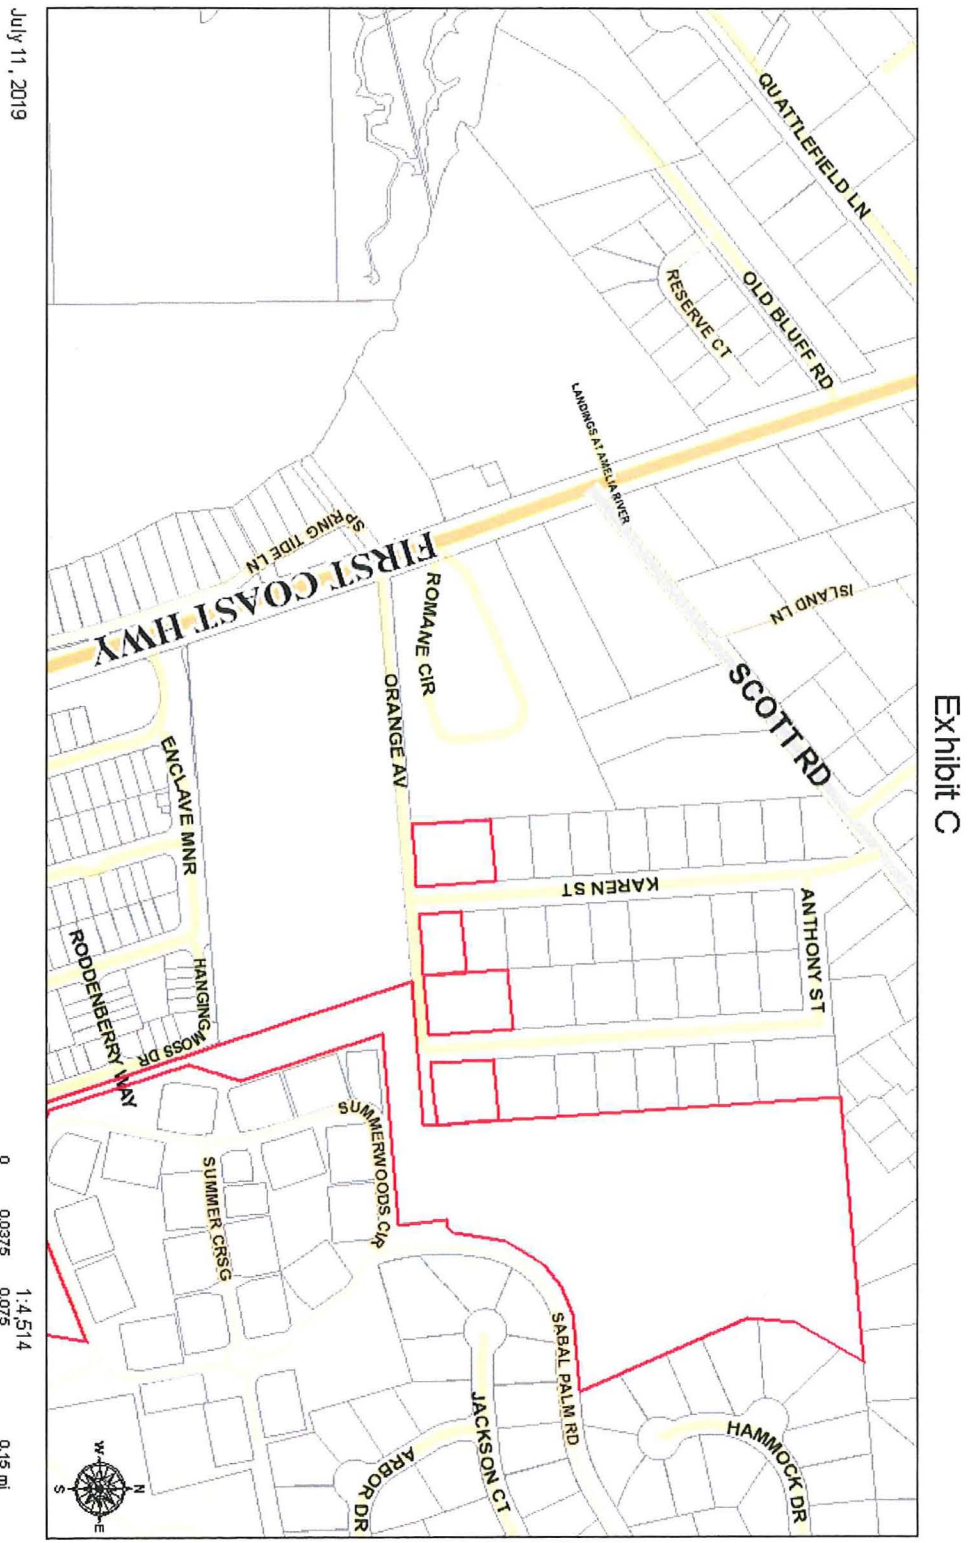 Exhibit C
QUATTLEFIELD LN
OLD BLUFF RD
RESERVE CT
LANDINGS AT AMELIA RIVER
ISLAND LN
SCOTT RD
SPRING TIDE LN
FIRST COAST HWY
ROMANE CIR
ORANGE AV
KAREN ST
ANTHONY ST
ENCLAVE MNR
HANGING MOSS DR
RODDENBERRY WAY
SUMMERWOODS CIR
SUMMER CRSG
SABAL PALM RD
JACKSON CT
ARBOR DR
HAMMOCK DR
N
W
E
S
July 11, 2019
1:4,514
0 0.0375 0.075 0.15 mi